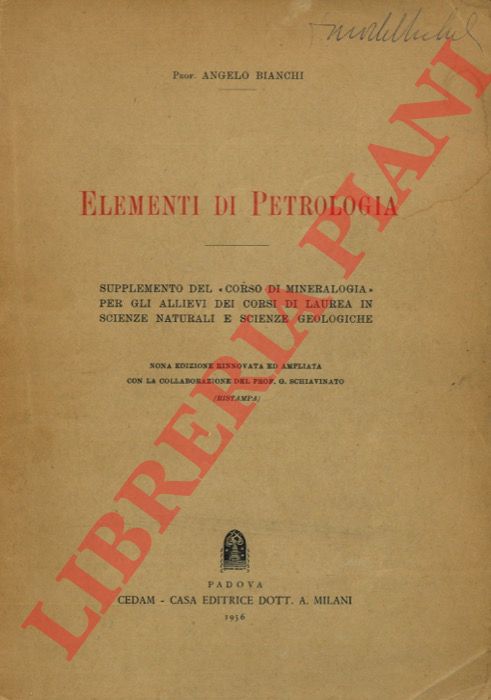 Prof. ANGELO BIANCHI
ELEMENTI DI PETROLOGIA
SUPPLEMENTO DEL «CORSO DI MINERALOGIA»
PER GLI ALLIEVI DEI CORSI DI LAUREA IN
SCIENZE NATURALI E SCIENZE GEOLOGICHE
NONA EDIZIONE RINNOVATA ED AMPLIATA
CON LA COLLABORAZIONE DEL PROF. G. SCHIAVINATO
(RISTAMPA)
PADOVA
CEDAM - CASA EDITRICE DOTT. A. MILANI
1956
LIBRERIA PIANI